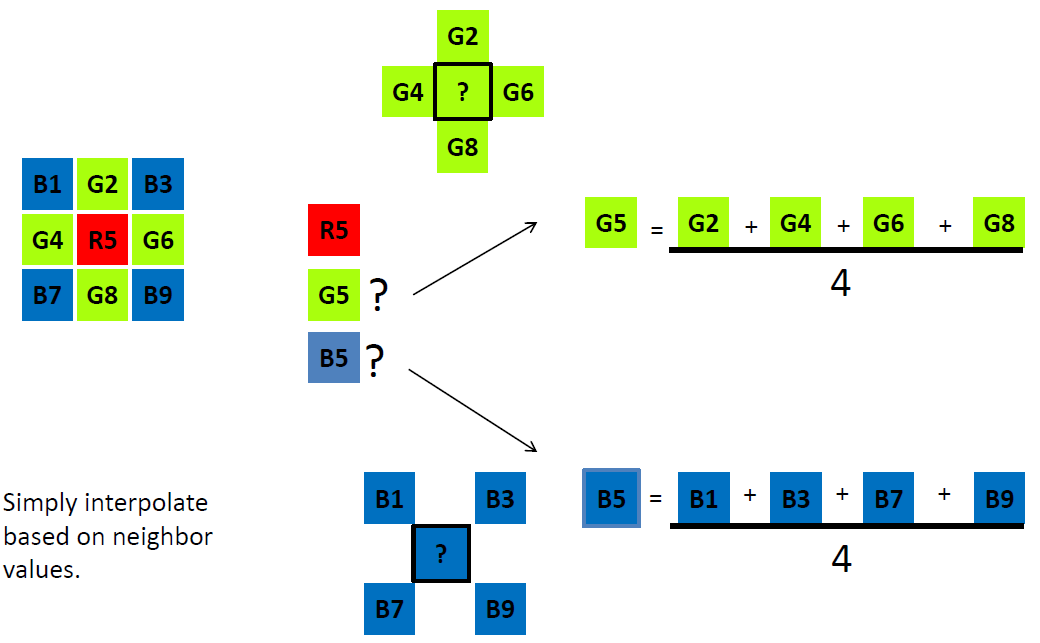 G2
G4 ? G6
G8
B1 G2 B3
G4 R5 G6
B7 G8 B9
R5
G5 ?
B5 ?
G5 = G2 + G4 + G6 + G8
4
Simply interpolate
based on neighbor
values.
B1 B3
?
B7 B9
B5 = B1 + B3 + B7 + B9
4